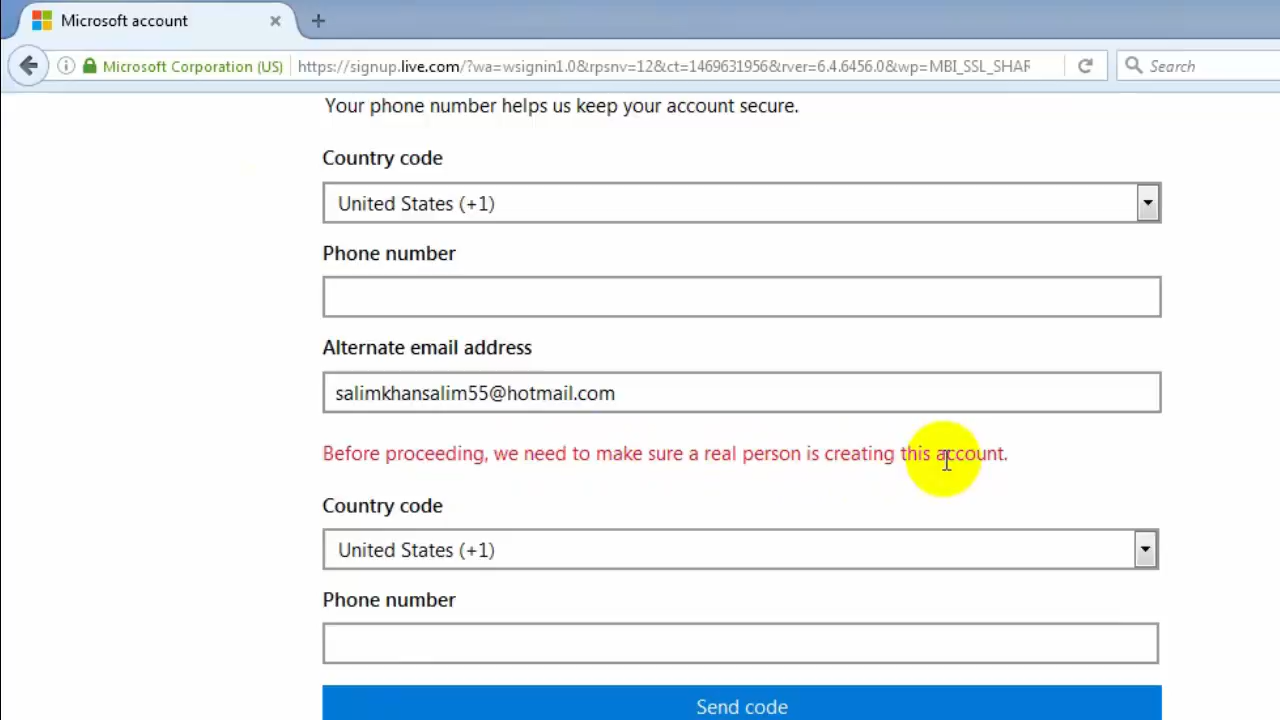 Microsoft account
Microsoft Corporation (US)
https://signup.live.com/?wa=wsignin1.0&rpsnv=12&ct=1469631956&rver=6.4.6456.0&wp=MBI_SSL_SHAR
Search
Your phone number helps us keep your account secure.
Country code
United States (+1)
Phone number
Alternate email address
salimkhansalim55@hotmail.com
Before proceeding, we need to make sure a real person is creating this account.
Country code
United States (+1)
Phone number
Send code